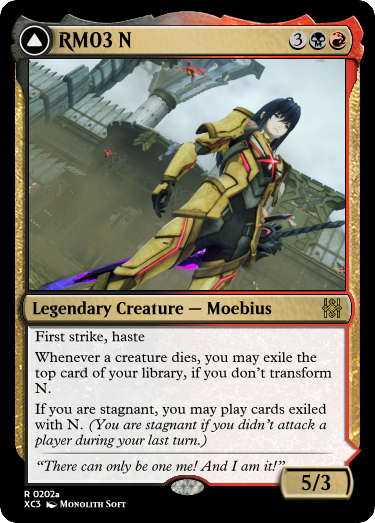 RM03 N
3
Legendary Creature — Moebius
First strike, haste
Whenever a creature dies, you may exile the
top card of your library, if you don't transform
N.
If you are stagnant, you may play cards exiled
with N. (You are stagnant if you didn't attack a
player during your last turn.)
“There can only be one me! And I am it!”
5/3
R 0202a
XC3 Monolith Soft